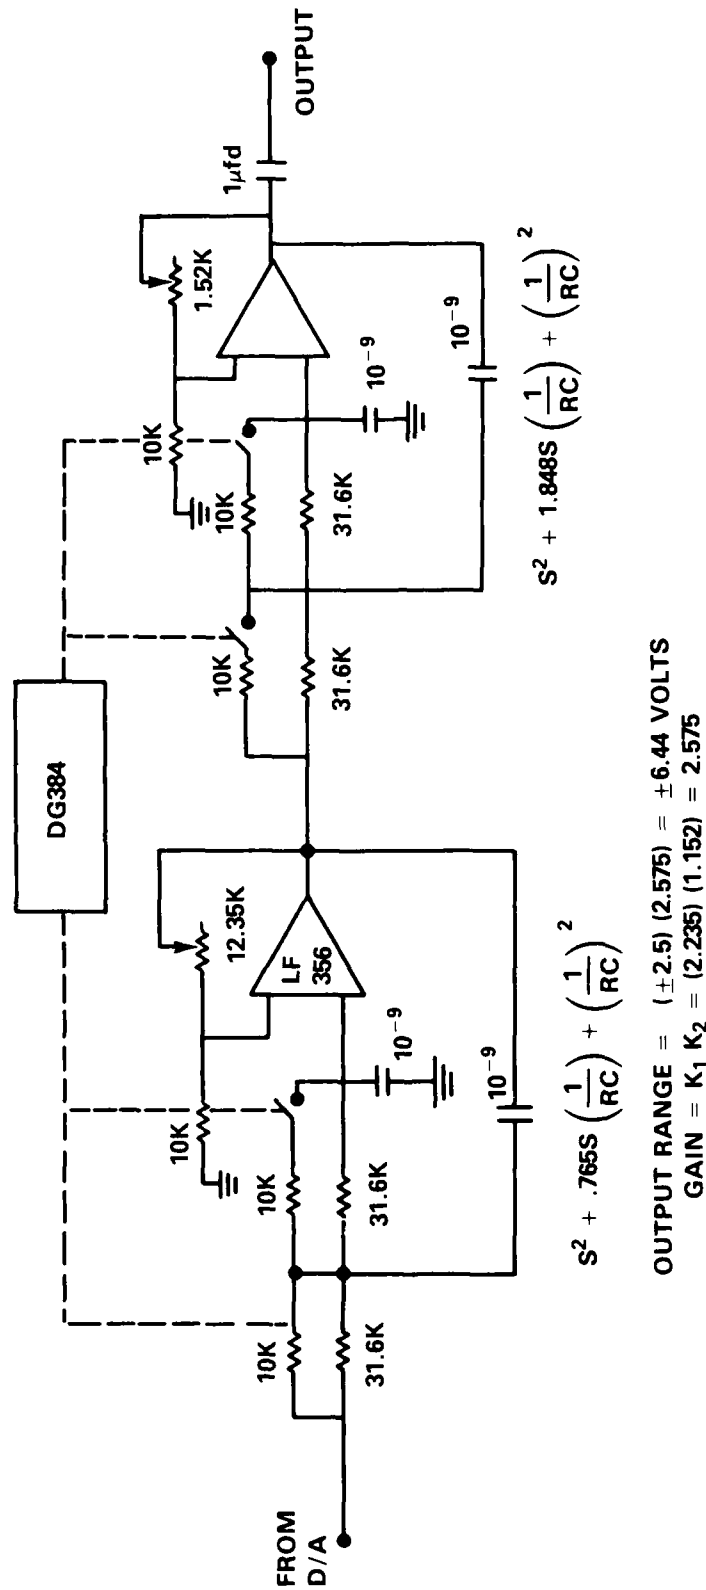 FROM
D/A
10K
31.6K
10K
31.6K
10K
12.35K
LF
356
10⁻⁹
10⁻⁹
DG384
10K
31.6K
10K
31.6K
10K
1.52K
10⁻⁹
10⁻⁹
1μfd
OUTPUT
S² + .765S (1/RC) + (1/RC)²
S² + 1.848S (1/RC) + (1/RC)²
OUTPUT RANGE = (±2.5) (2.575) = ±6.44 VOLTS
GAIN = K₁ K₂ = (2.235) (1.152) = 2.575